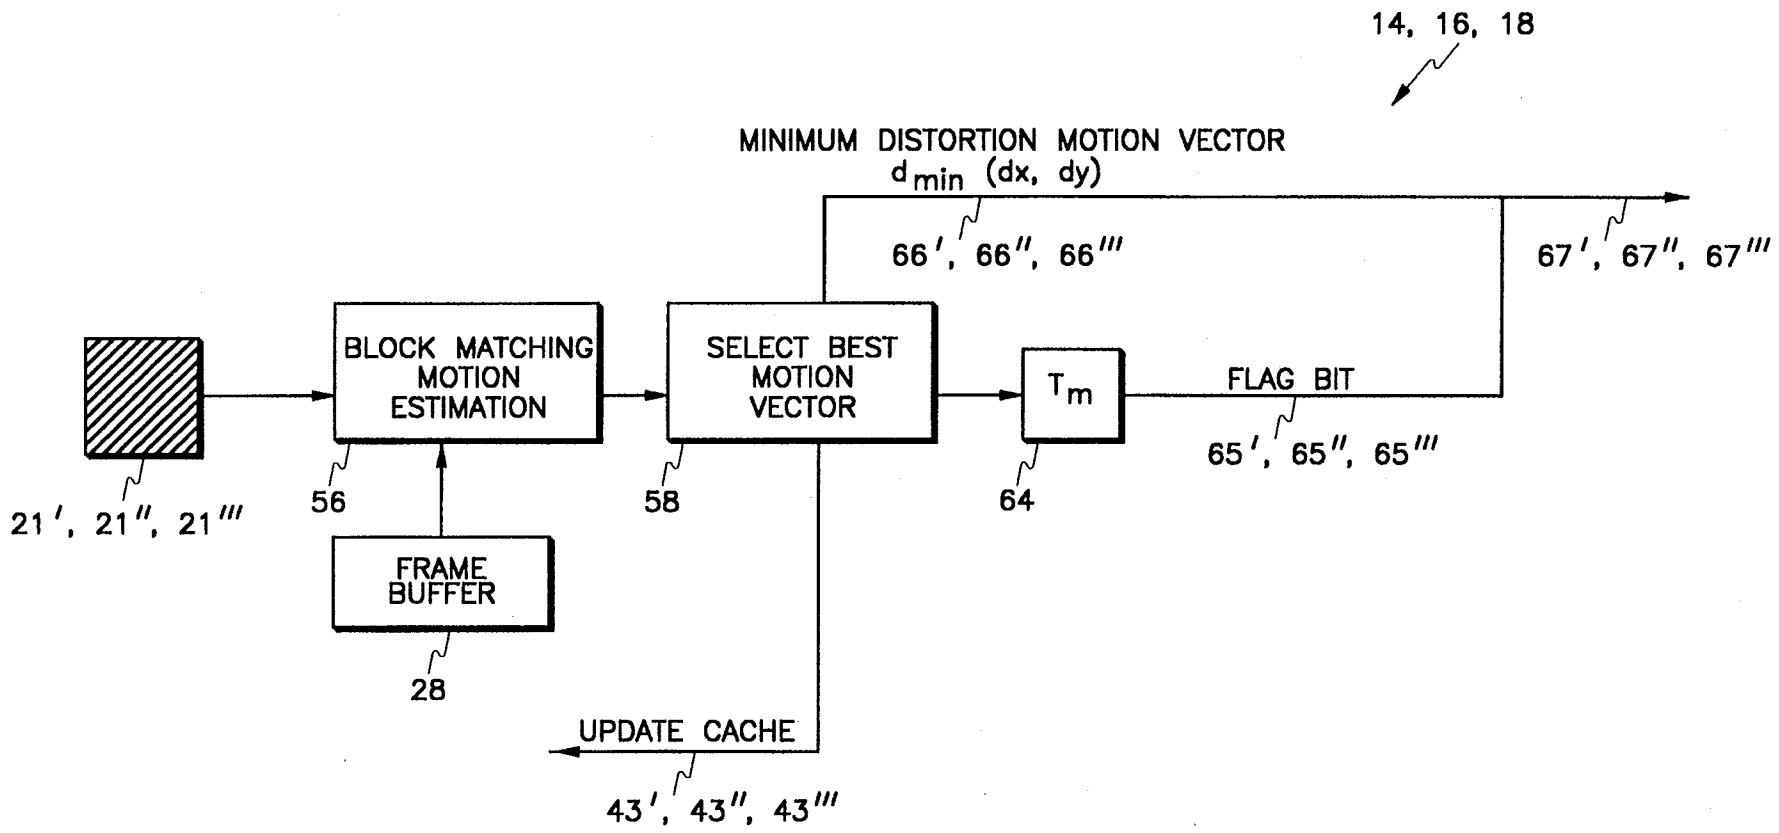 14, 16, 18
MINIMUM DISTORTION MOTION VECTOR
d min (dx, dy)
66', 66'', 66'''
67', 67'', 67'''
BLOCK MATCHING
MOTION
ESTIMATION
SELECT BEST
MOTION
VECTOR
Tm
FLAG BIT
65', 65'', 65'''
21', 21'', 21'''
56
58
64
FRAME
BUFFER
28
UPDATE CACHE
43', 43'', 43'''